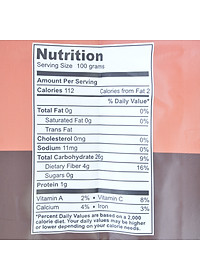 Nutrition
Serving Size 100 grams
Amount Per Serving
Calories 112 Calories from Fat 2
% Daily Value*
Total Fat 0g 0%
Saturated Fat 0g 0%
Trans Fat
Cholesterol 0mg 0%
Sodium 11mg 0%
Total Carbohydrate 26g 9%
Dietary Fiber 4g 16%
Sugars 0g
Protein 1g
Vitamin A 2% • Vitamin C 8%
Calcium 4% • Iron 3%
*Percent Daily Values are based on a 2,000
calorie diet. Your daily values may be higher
or lower depending on your calorie needs.